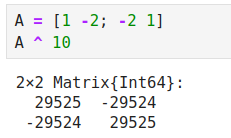 A = [1 -2; -2 1]
A ^ 10
2×2 Matrix{Int64}:
29525 -29524
-29524 29525